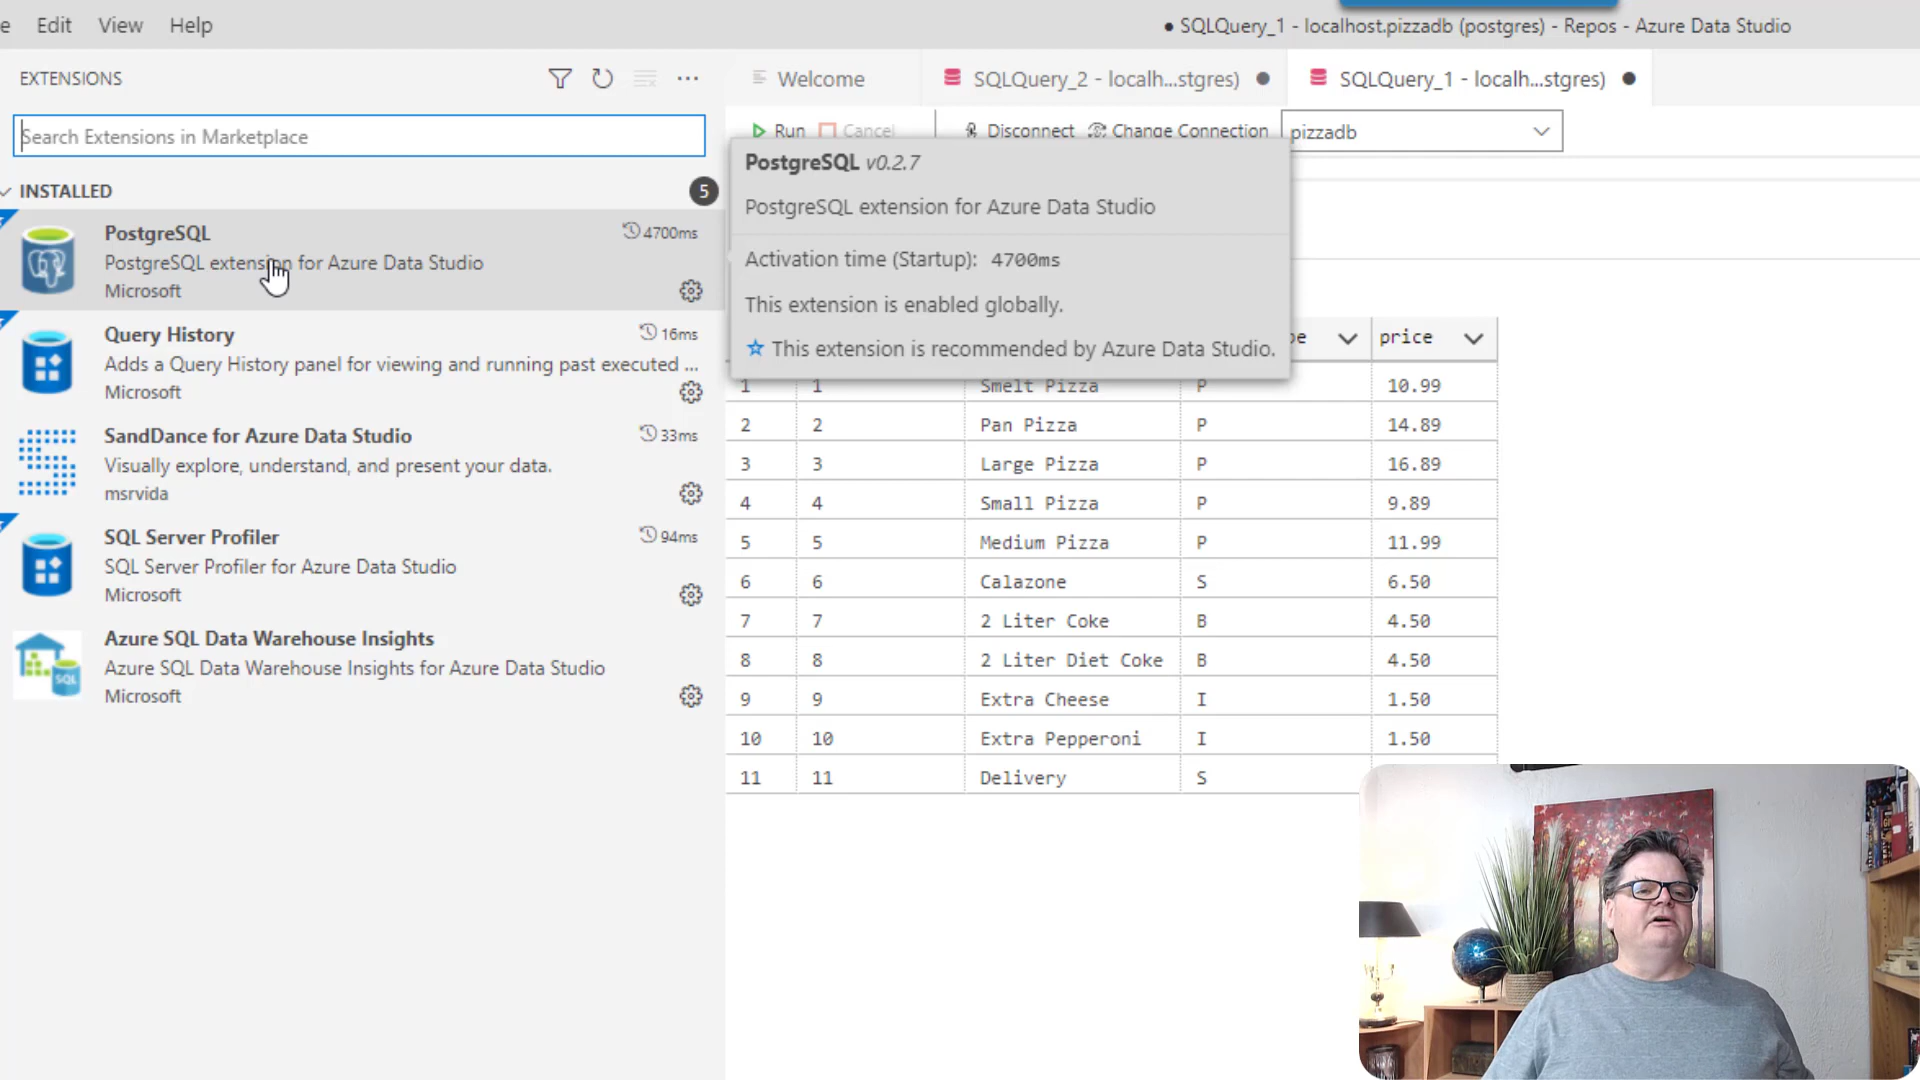 e Edit View Help
● SQLQuery_1 - localhost.pizzadb (postgres) - Repos - Azure Data Studio
EXTENSIONS
Search Extensions in Marketplace
INSTALLED 5
PostgreSQL 4700ms
PostgreSQL extension for Azure Data Studio
Microsoft
Query History 16ms
Adds a Query History panel for viewing and running past executed ...
Microsoft
SandDance for Azure Data Studio 33ms
Visually explore, understand, and present your data.
msrvida
SQL Server Profiler 94ms
SQL Server Profiler for Azure Data Studio
Microsoft
Azure SQL Data Warehouse Insights
Azure SQL Data Warehouse Insights for Azure Data Studio
Microsoft
SQL
Welcome SQLQuery_2 - localh...stgres) ● SQLQuery_1 - localh...stgres) ●
Run Cancel Disconnect Change Connection pizzadb
PostgreSQL v0.2.7
PostgreSQL extension for Azure Data Studio
Activation time (Startup): 4700ms
This extension is enabled globally.
This extension is recommended by Azure Data Studio.
pe price
1 1 Smelt Pizza P 10.99
2 2 Pan Pizza P 14.89
3 3 Large Pizza P 16.89
4 4 Small Pizza P 9.89
5 5 Medium Pizza P 11.99
6 6 Calazone S 6.50
7 7 2 Liter Coke B 4.50
8 8 2 Liter Diet Coke B 4.50
9 9 Extra Cheese I 1.50
10 10 Extra Pepperoni I 1.50
11 11 Delivery S